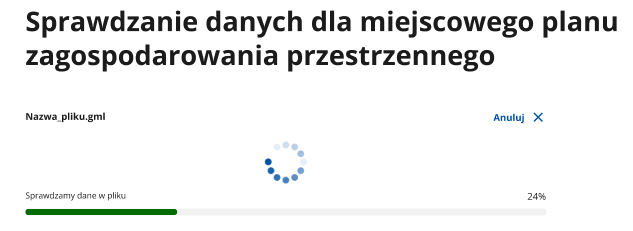 Sprawdzanie danych dla miejscowego planu
zagospodarowania przestrzennego
Nazwa_pliku.gml
Anuluj
Sprawdzamy dane w pliku
24%